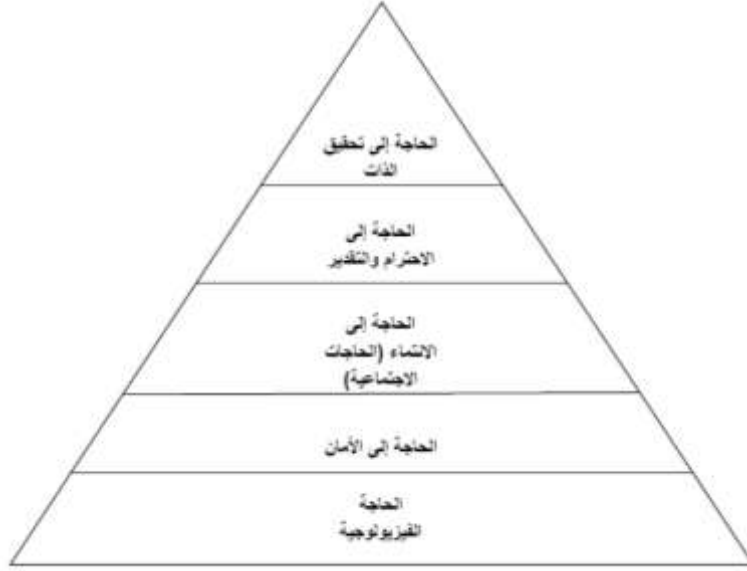 الحاجة إلى تحقيق
الذات
الحاجة إلى
الاحترام والتقدير
الحاجة إلى
الانتماء (الحاجات
الاجتماعية)
الحاجة إلى الأمان
الحاجة
الفيزيولوجية